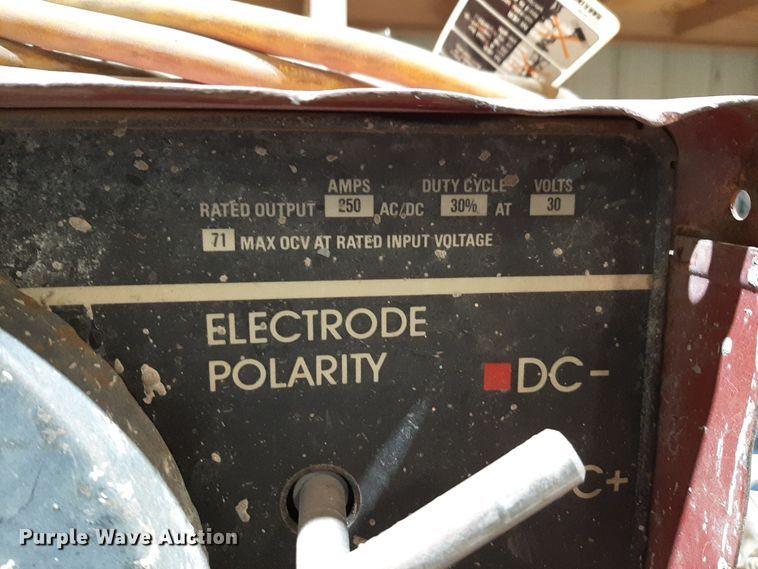 AMPS DUTY CYCLE VOLTS
RATED OUTPUT 250 AC/DC 30% AT 30
71 MAX OCV AT RATED INPUT VOLTAGE
ELECTRODE
POLARITY
DC-
C+
Purple Wave Auction